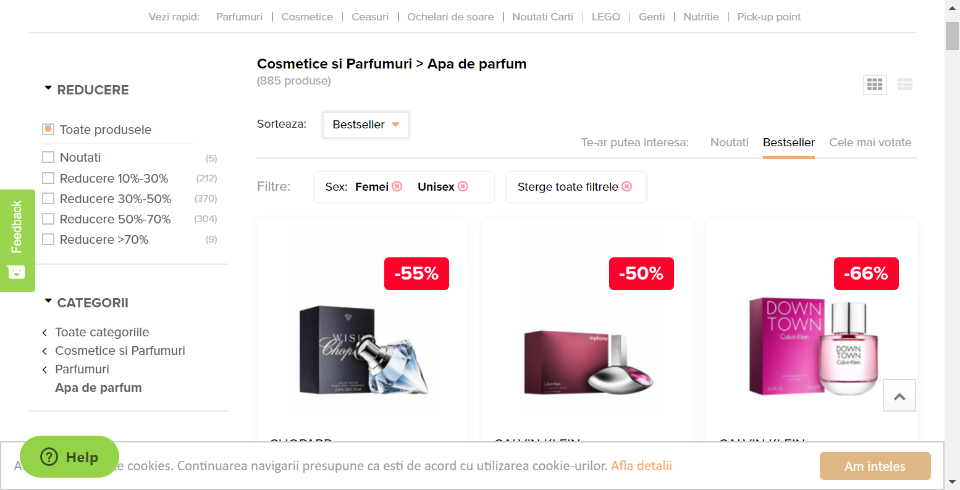 Vezi rapid: Parfumuri | Cosmetice | Ceasuri | Ochelari de soare | Noutati Carti | LEGO | Genti | Nutritie | Pick-up point
Cosmetice si Parfumuri > Apa de parfum
(885 produse)
REDUCERE
Toate produsele
Noutati (5)
Reducere 10%-30% (212)
Reducere 30%-50% (370)
Reducere 50%-70% (304)
Reducere >70% (9)
Sorteaza: Bestseller
Te-ar putea interesa: Noutati Bestseller Cele mai votate
Filtre: Sex: Femei Unisex Sterge toate filtrele
Feedback
CATEGORII
Toate categoriile
Cosmetice si Parfumuri
Parfumuri
Apa de parfum
-55%
-50%
-66%
WISH
Chopard
euphoria
Calvin Klein
DOWN
TOWN
Calvin Klein
DOWN
TOWN
Calvin Klein
CHOPARD
CALVIN KLEIN
CALVIN KLEIN
Help
cookies. Continuarea navigarii presupune ca esti de acord cu utilizarea cookie-urilor. Afla detalii
Am inteles